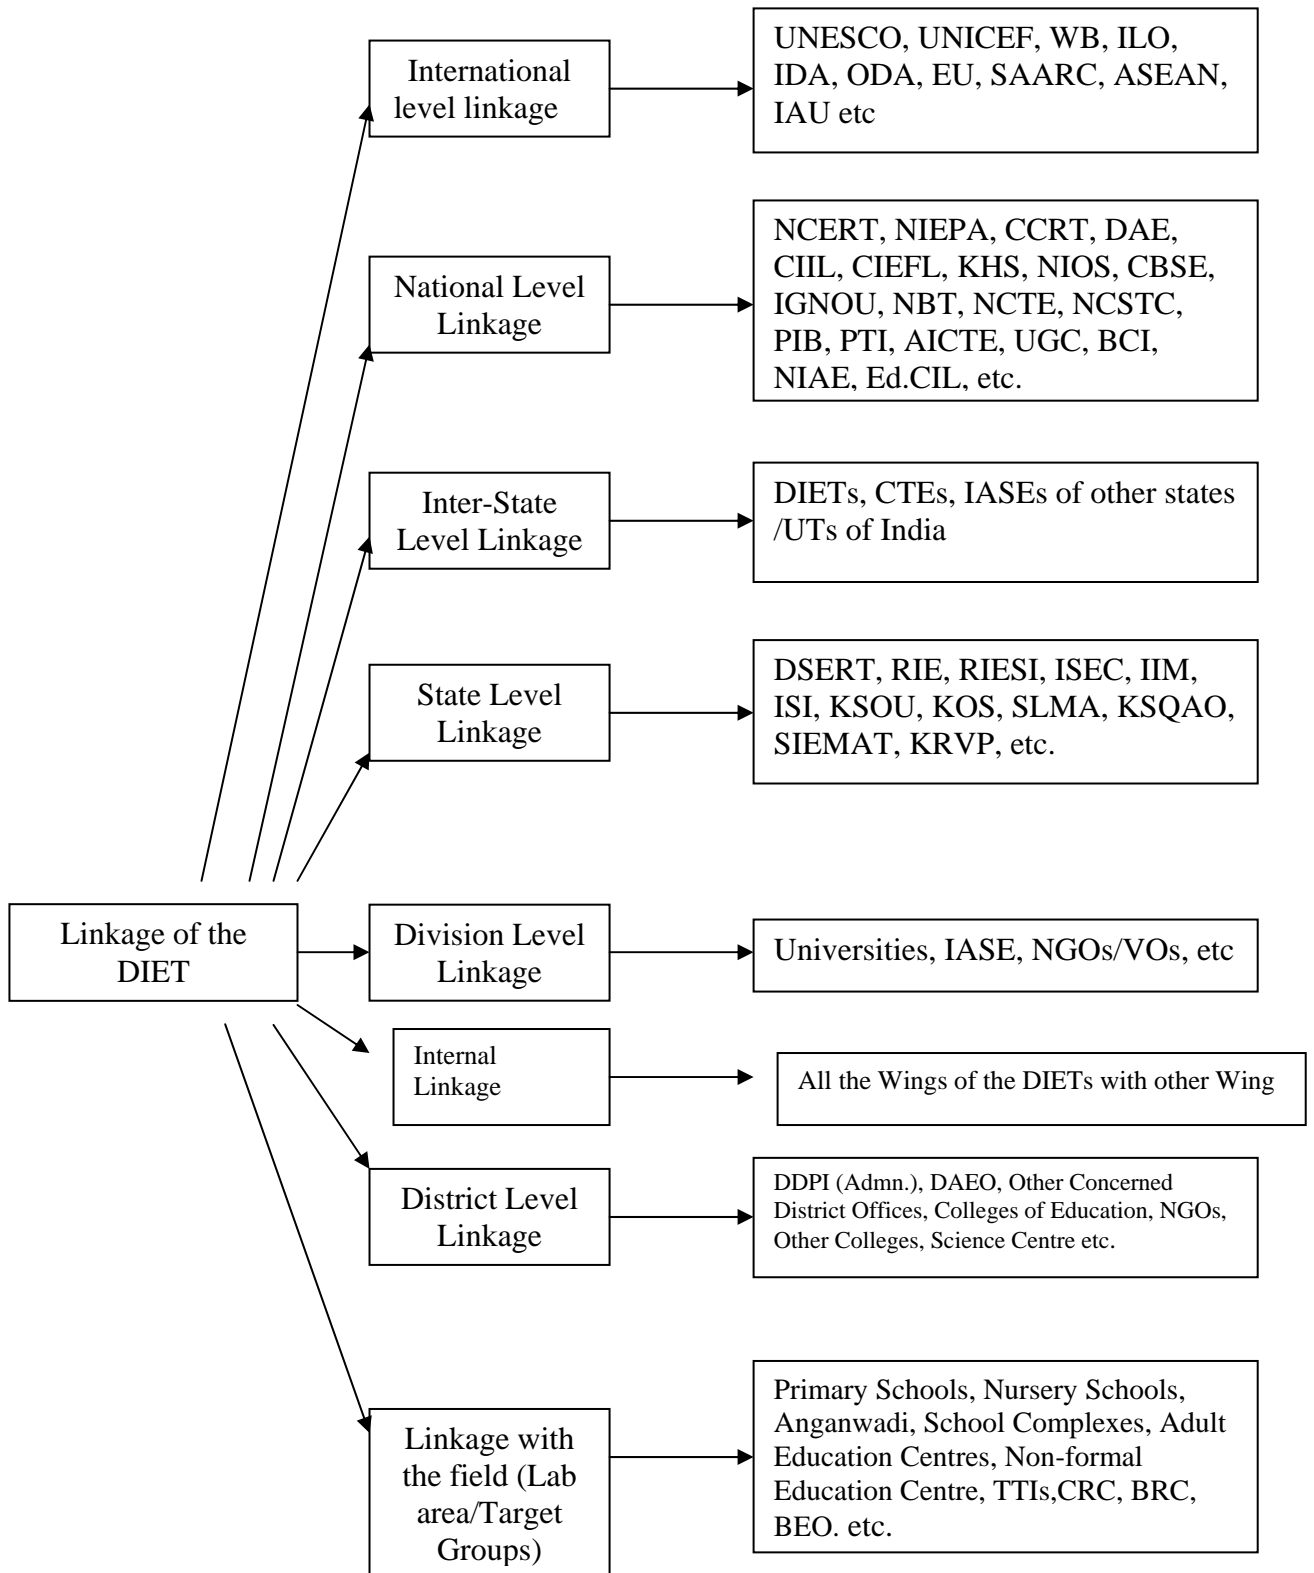 International
level linkage
UNESCO, UNICEF, WB, ILO,
IDA, ODA, EU, SAARC, ASEAN,
IAU etc
National Level
Linkage
NCERT, NIEPA, CCRT, DAE,
CIIL, CIEFL, KHS, NIOS, CBSE,
IGNOU, NBT, NCTE, NCSTC,
PIB, PTI, AICTE, UGC, BCI,
NIAE, Ed.CIL, etc.
Inter-State
Level Linkage
DIETs, CTEs, IASEs of other states
/UTs of India
State Level
Linkage
DSERT, RIE, RIESI, ISEC, IIM,
ISI, KSOU, KOS, SLMA, KSQAO,
SIEMAT, KRVP, etc.
Linkage of the
DIET
Division Level
Linkage
Universities, IASE, NGOs/VOs, etc
Internal
Linkage
All the Wings of the DIETs with other Wing
District Level
Linkage
DDPI (Admn.), DAEO, Other Concerned
District Offices, Colleges of Education, NGOs,
Other Colleges, Science Centre etc.
Linkage with
the field (Lab
area/Target
Groups)
Primary Schools, Nursery Schools,
Anganwadi, School Complexes, Adult
Education Centres, Non-formal
Education Centre, TTIs,CRC, BRC,
BEO. etc.